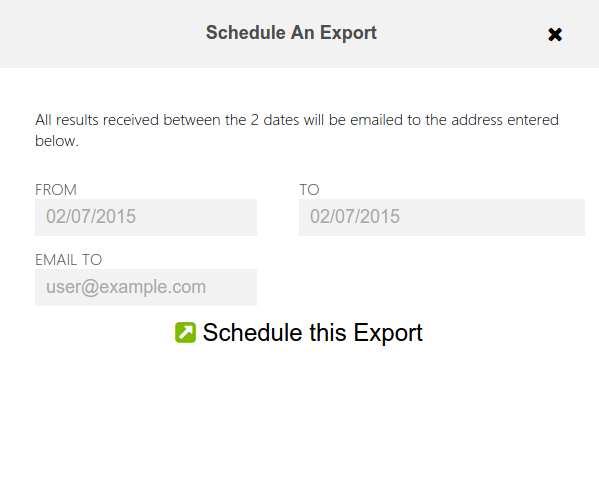 Schedule An Export
All results received between the 2 dates will be emailed to the address entered
below.
FROM
TO
02/07/2015
02/07/2015
EMAIL TO
user@example.com
Schedule this Export